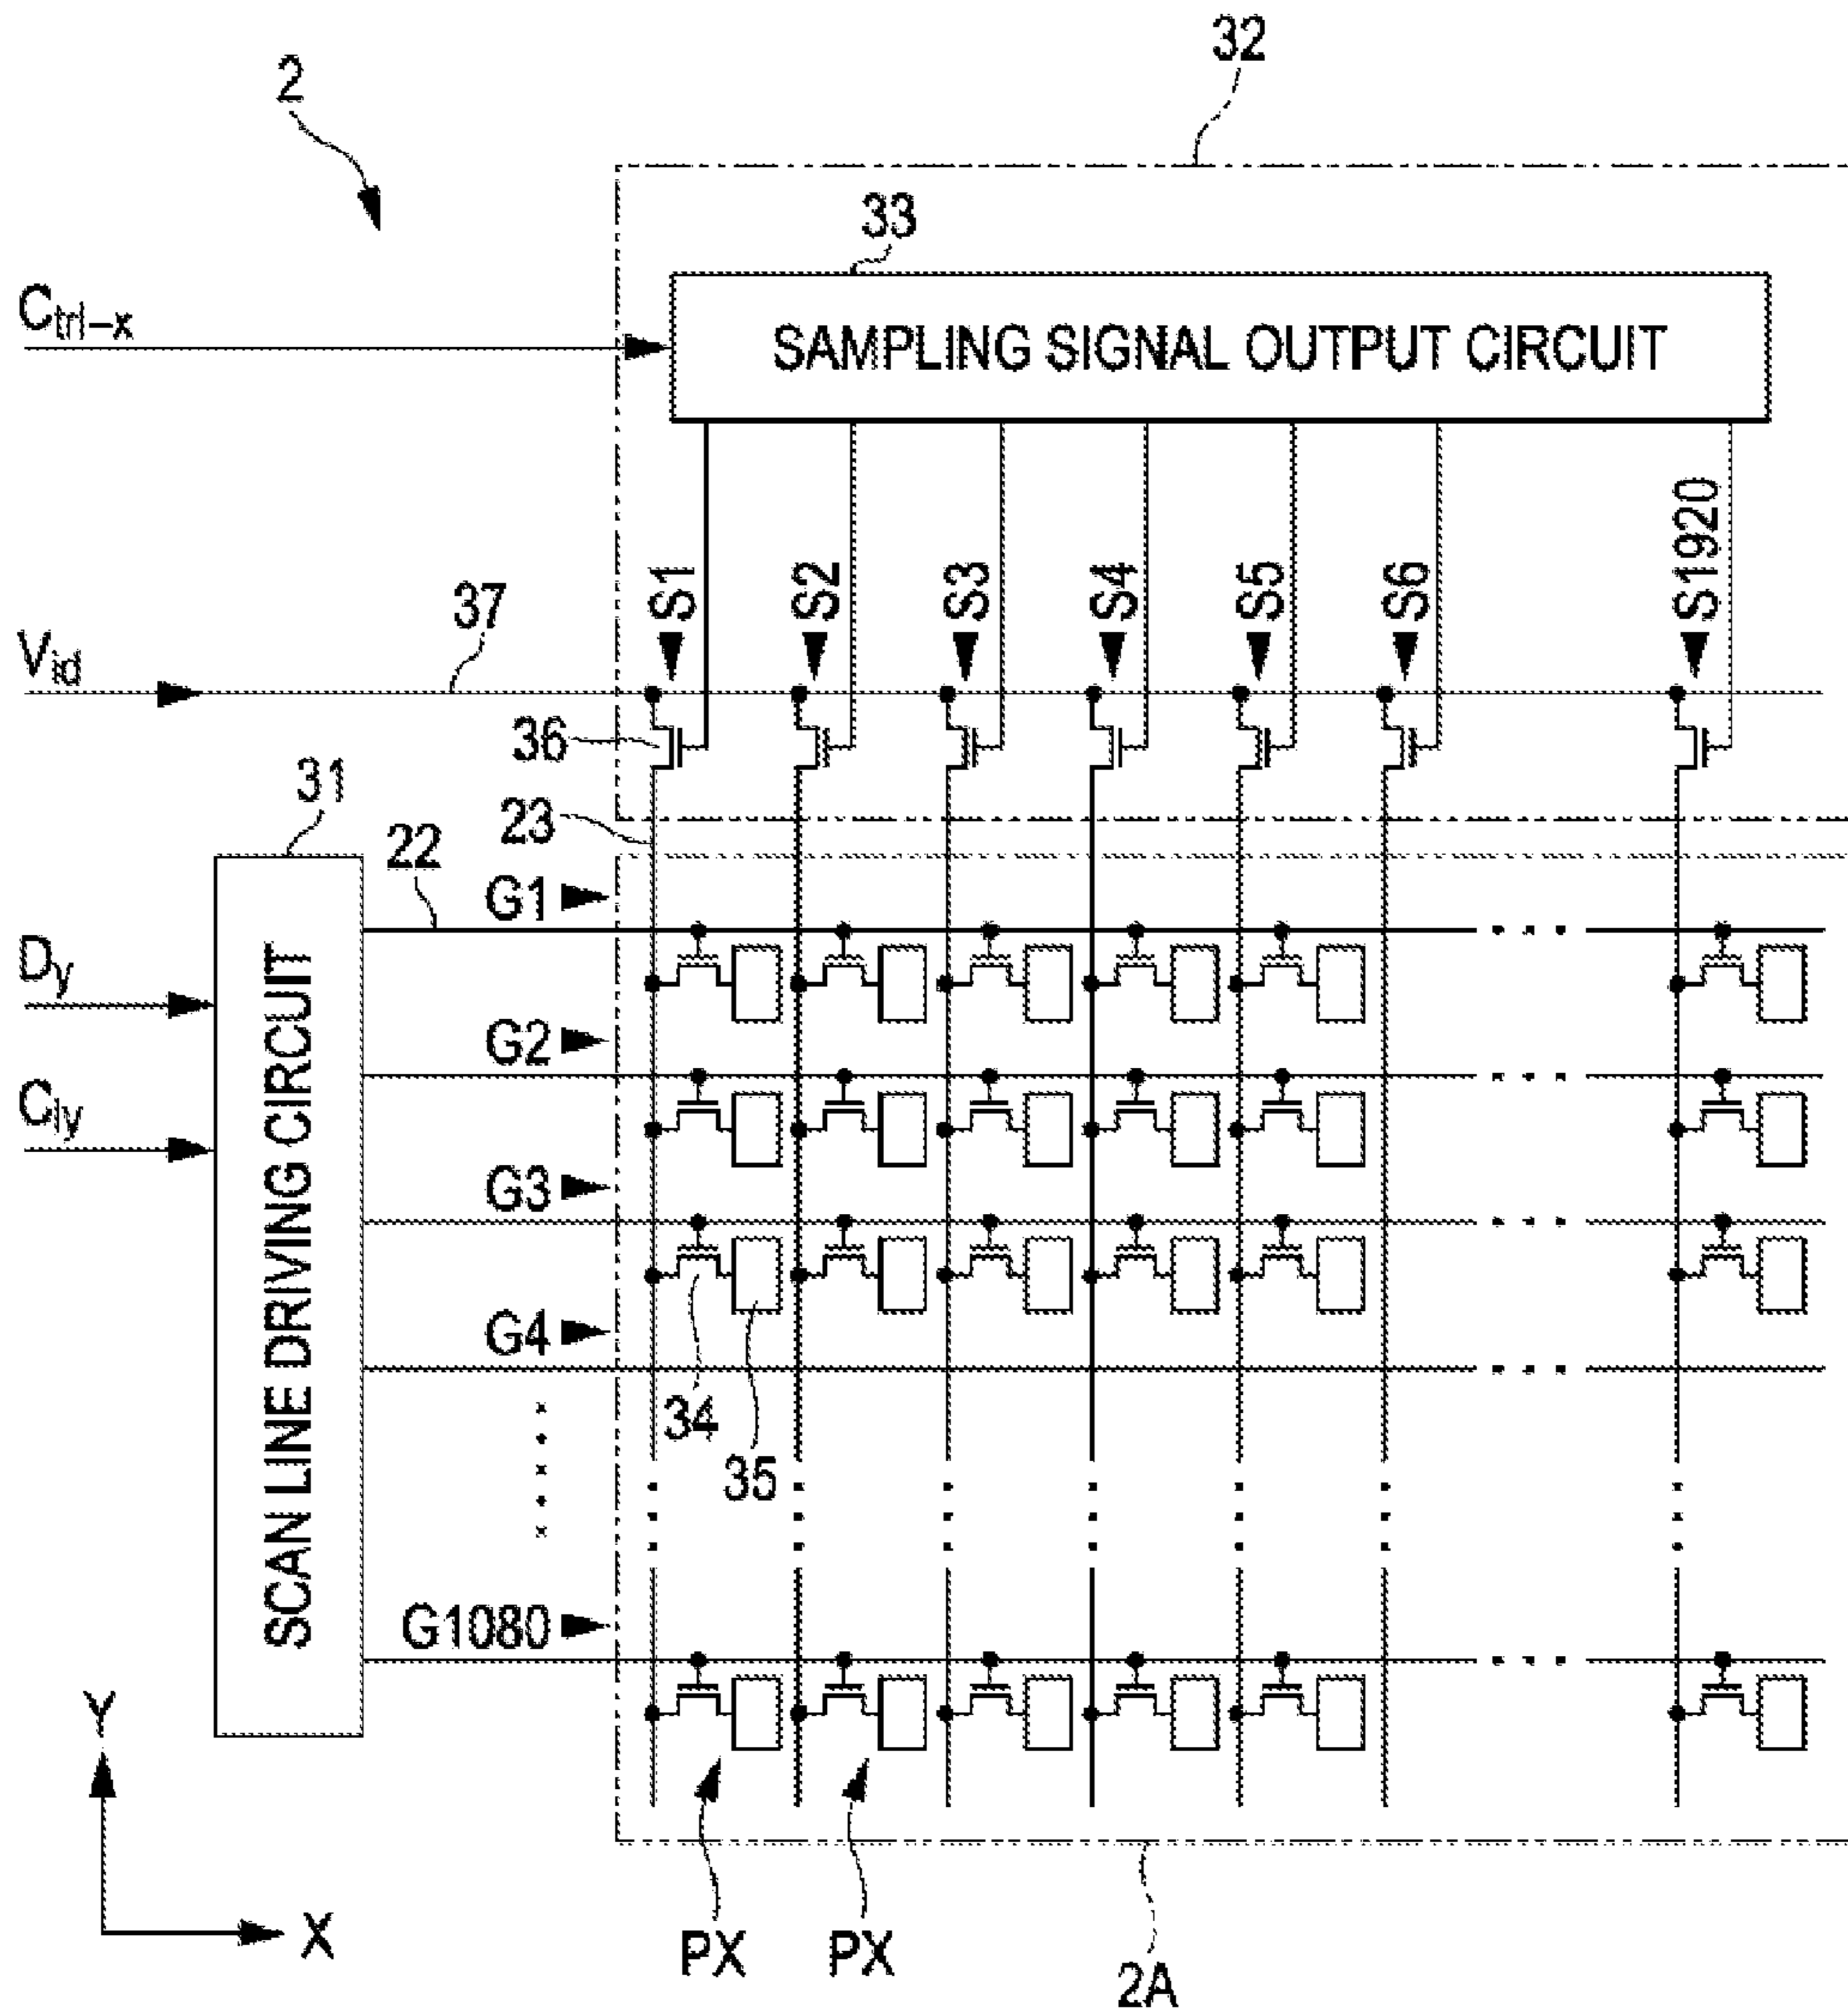 32
2
33
Ctrl-x
SAMPLING SIGNAL OUTPUT CIRCUIT
S1
S2
S3
S4
S5
S6
S1920
37
Vid
36
31
23
22
G1
Dy
G2
Cly
SCAN LINE DRIVING CIRCUIT
G3
G4
34
35
G1080
Y
X
PX
PX
2A